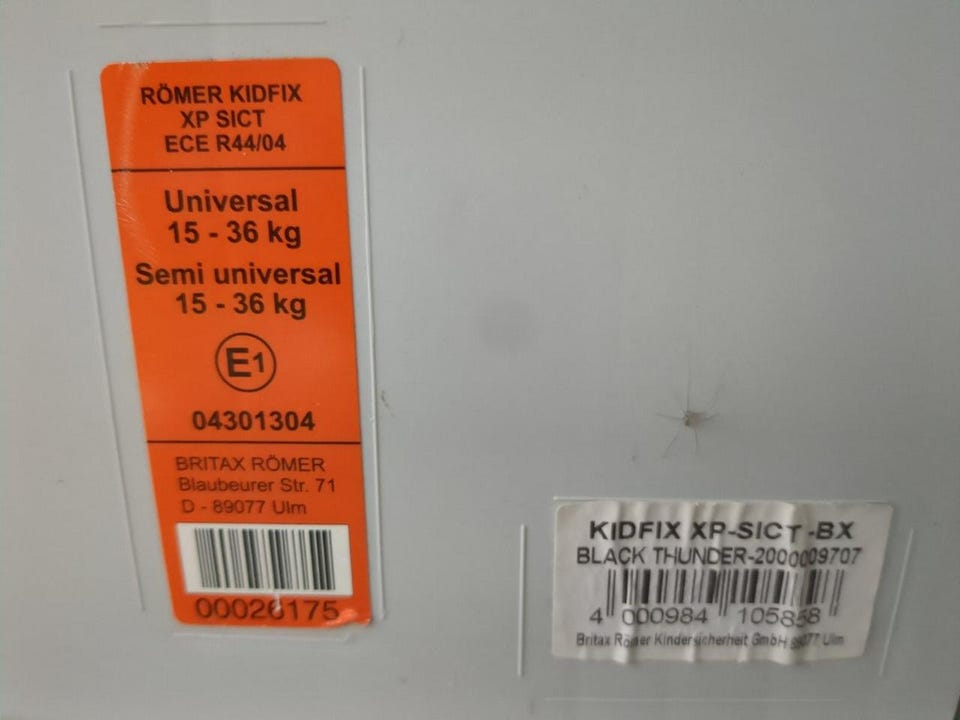 RÖMER KIDFIX
XP SICT
ECE R44/04
Universal
15 - 36 kg
Semi universal
15 - 36 kg
E1
04301304
BRITAX RÖMER
Blaubeurer Str. 71
D - 89077 Ulm
00026175
KIDFIX XP-SICT -BX
BLACK THUNDER-2000009707
4 000984 105858
Britax Römer Kindersicherheit GmbH 89077 Ulm